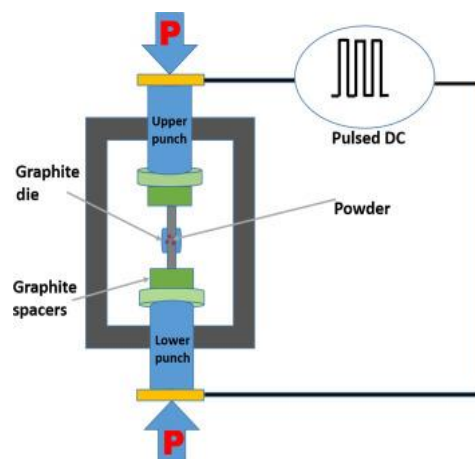 P
Upper
punch
Pulsed DC
Graphite
die
Powder
Graphite
spacers
Lower
punch
P